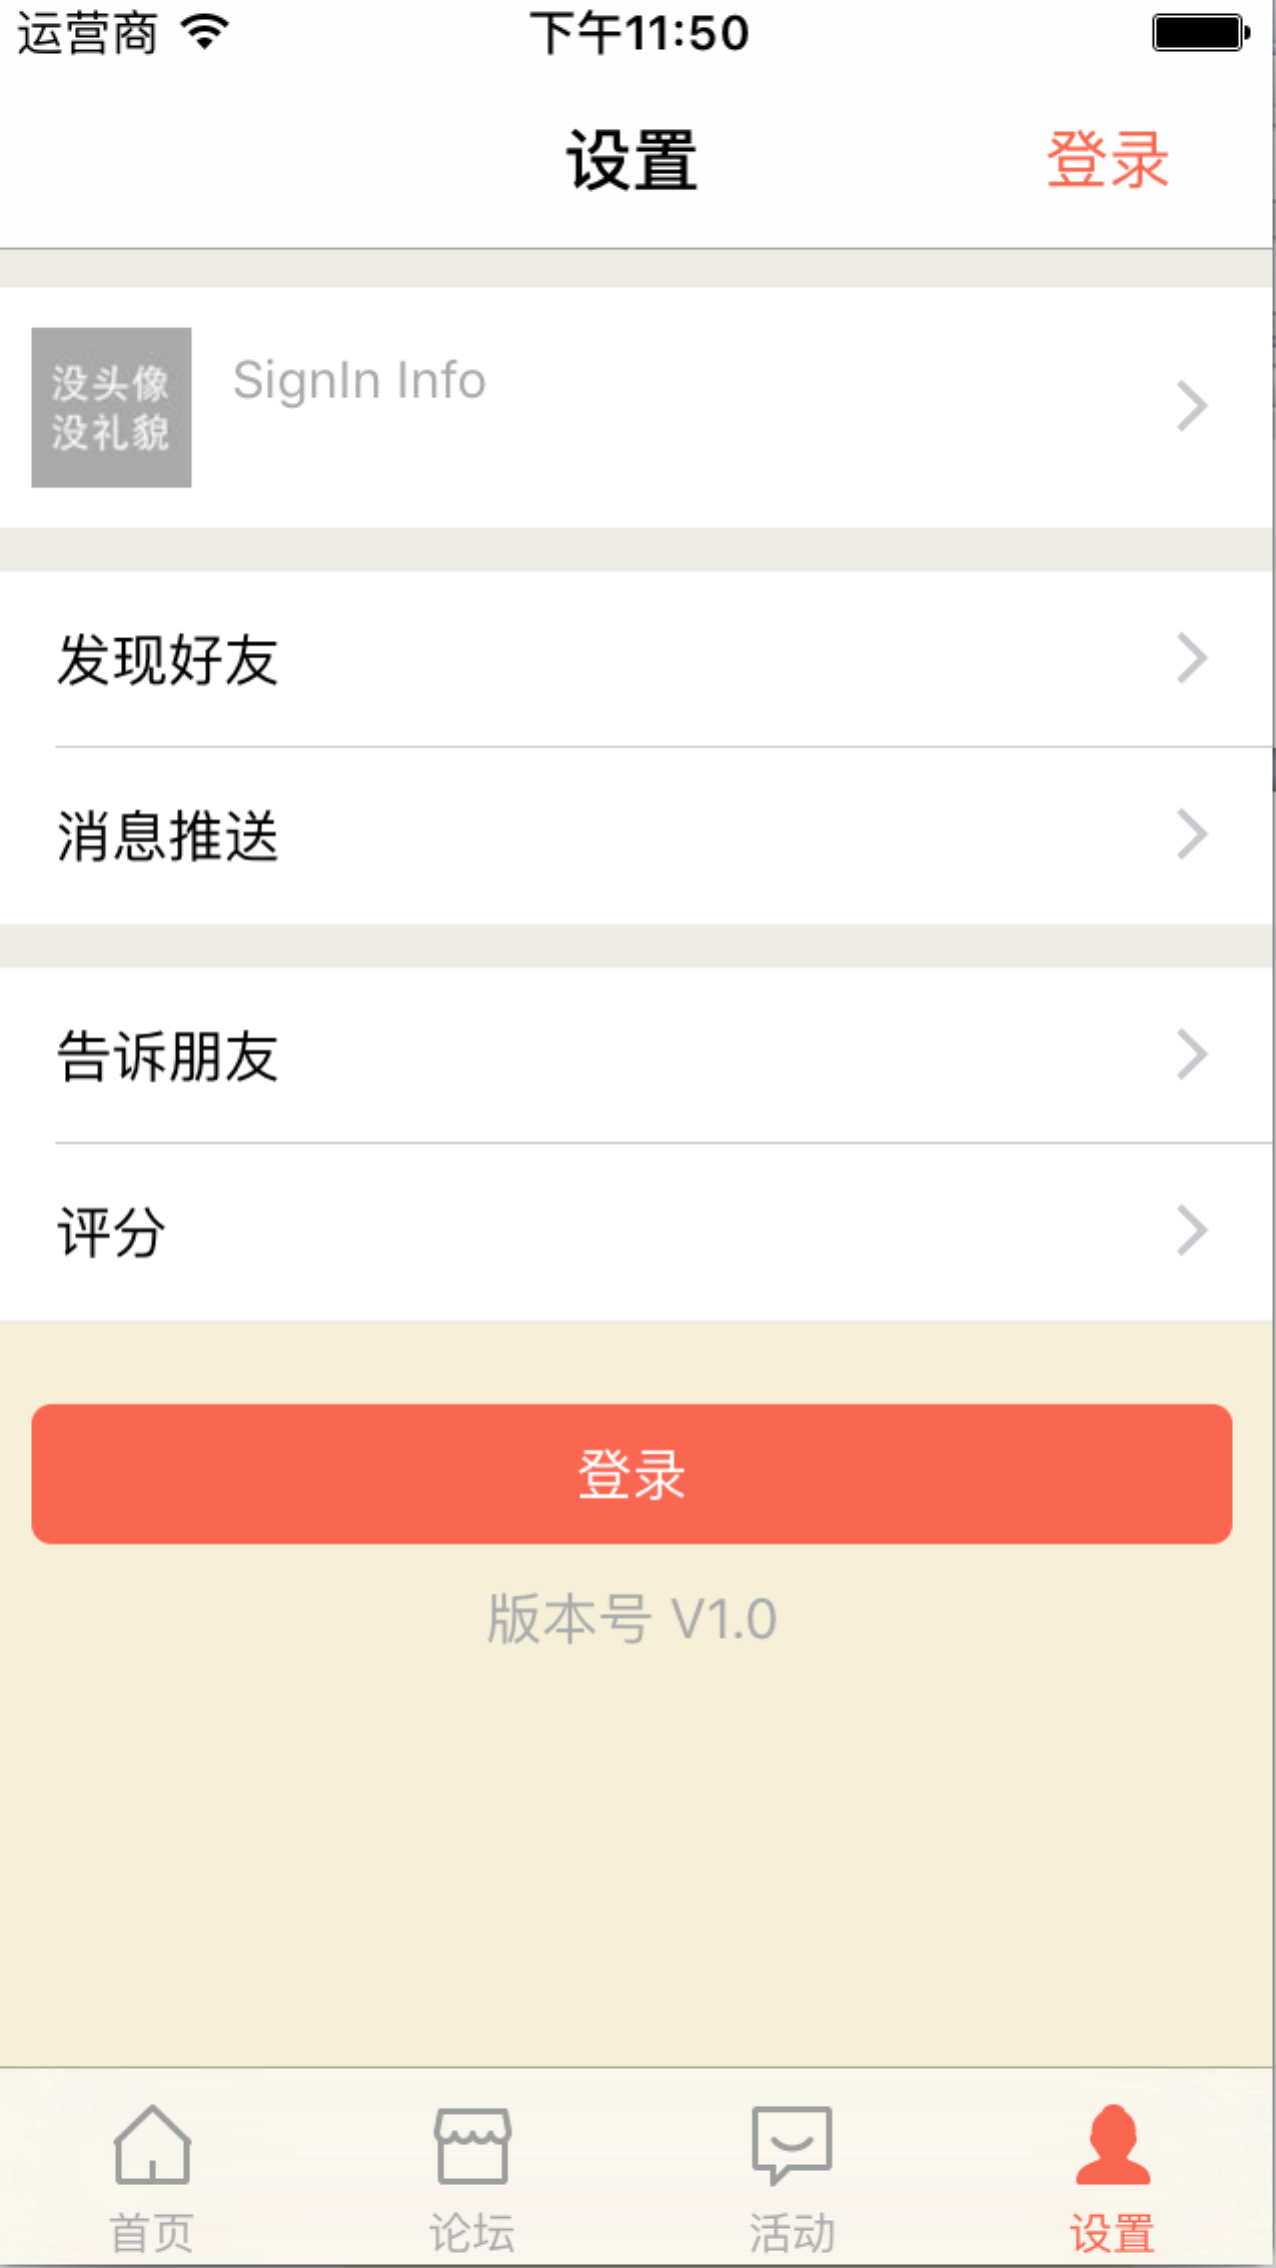 运营商
下午11:50
设置
登录
没头像
没礼貌
SignIn Info
发现好友
消息推送
告诉朋友
评分
登录
版本号 V1.0
首页
论坛
活动
设置